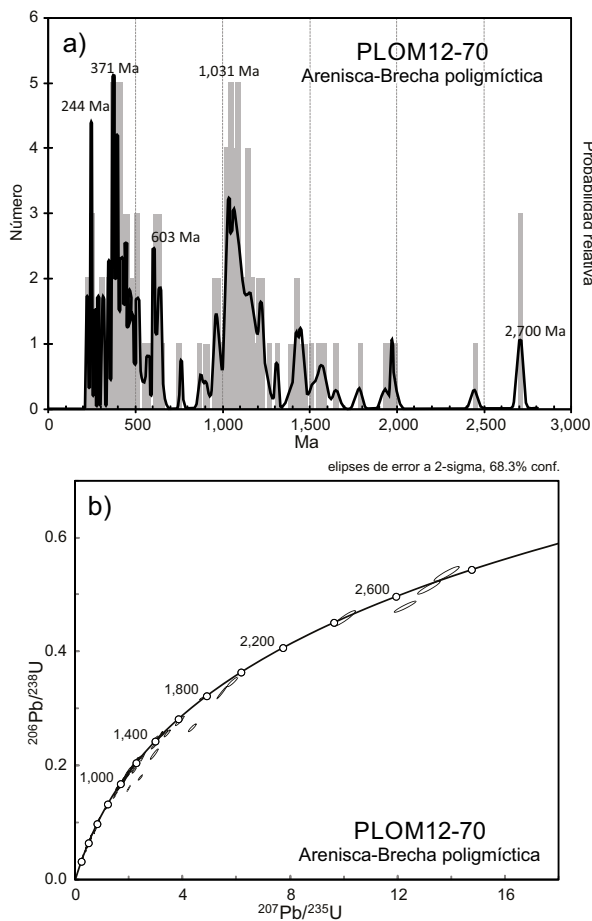 a)
PLOM12-70
Arenisca-Brecha poligmíctica
371 Ma
1,031 Ma
244 Ma
603 Ma
2,700 Ma
Número
Probabilidad relativa
6
5
4
3
2
1
0
0 500 1,000 1,500 2,000 2,500 3,000
Ma
elipses de error a 2-sigma, 68.3% conf.
b)
0.6
0.4
0.2
0.0
2,600
2,200
1,800
1,400
1,000
²⁰⁶Pb/²³⁸U
PLOM12-70
Arenisca-Brecha poligmíctica
0 4 8 12 16
²⁰⁷Pb/²³⁵U